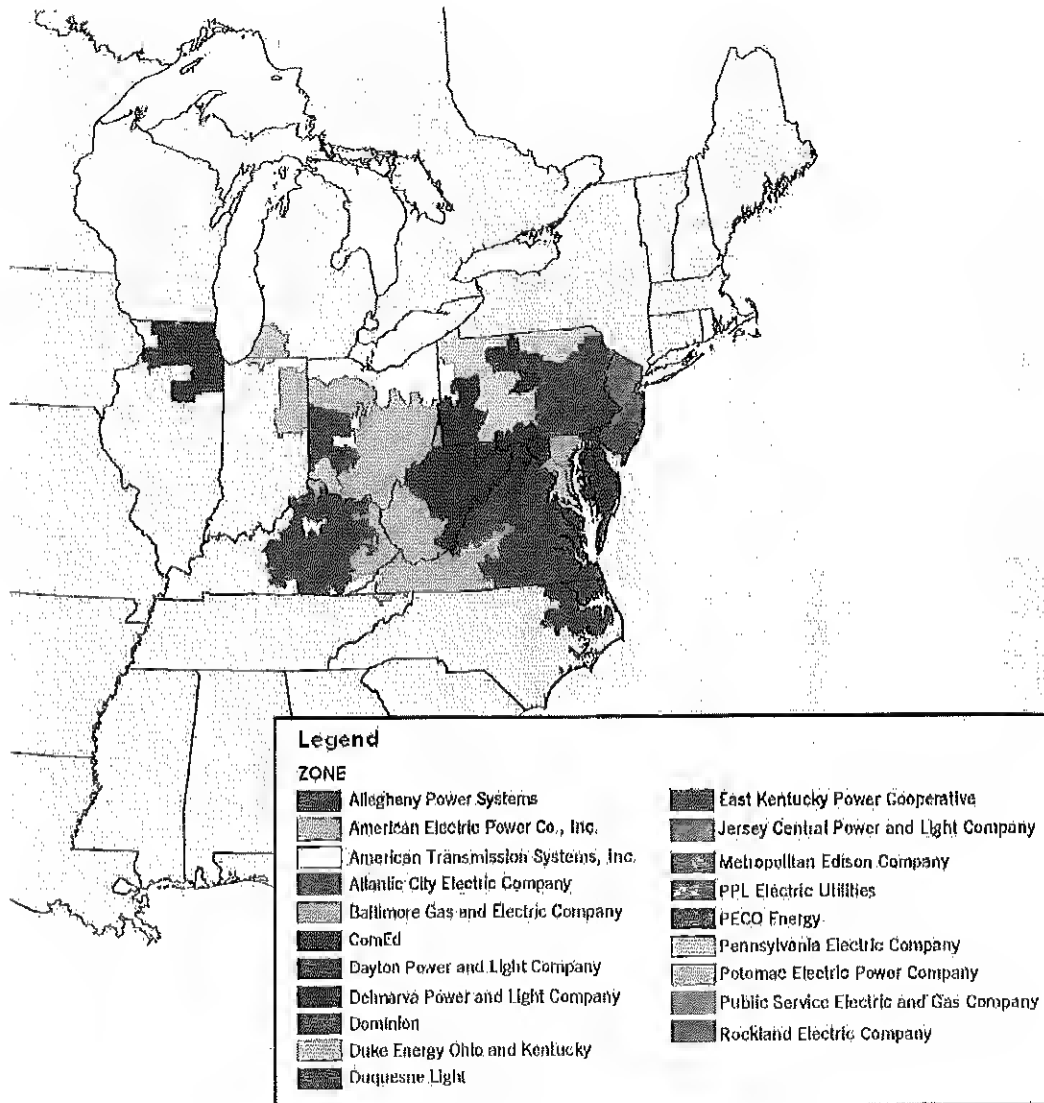 Legend
ZONE
Allegheny Power Systems
American Electric Power Co., Inc.
American Transmission Systems, Inc.
Atlantic City Electric Company
Baltimore Gas and Electric Company
ComEd
Dayton Power and Light Company
Delmarva Power and Light Company
Dominion
Duke Energy Ohio and Kentucky
Duquesne Light
East Kentucky Power Cooperative
Jersey Central Power and Light Company
Metropolitan Edison Company
PPL Electric Utilities
PECO Energy
Pennsylvania Electric Company
Potomac Electric Power Company
Public Service Electric and Gas Company
Rockland Electric Company